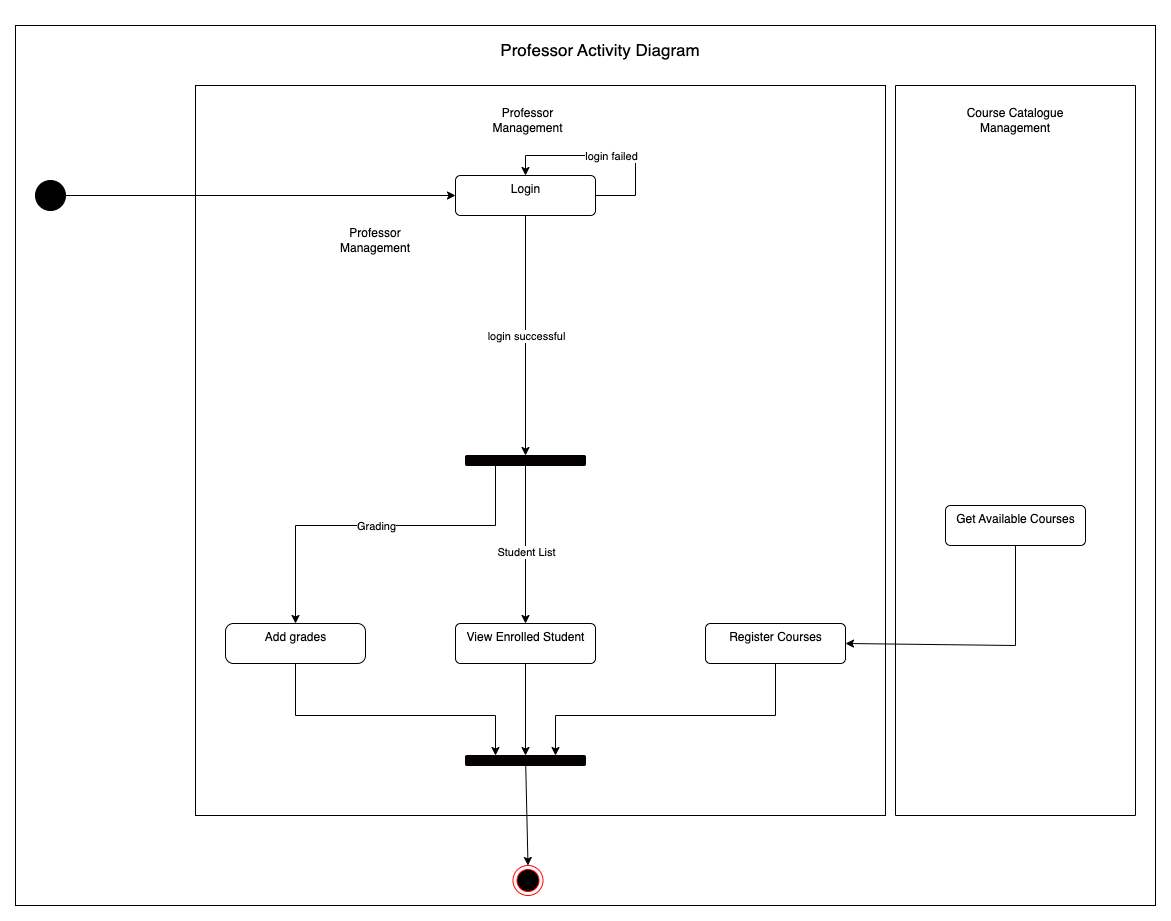 Professor Activity Diagram
Professor
Management
Course Catalogue
Management
login failed
Login
Professor
Management
login successful
Get Available Courses
Grading
Student List
Add grades
View Enrolled Student
Register Courses